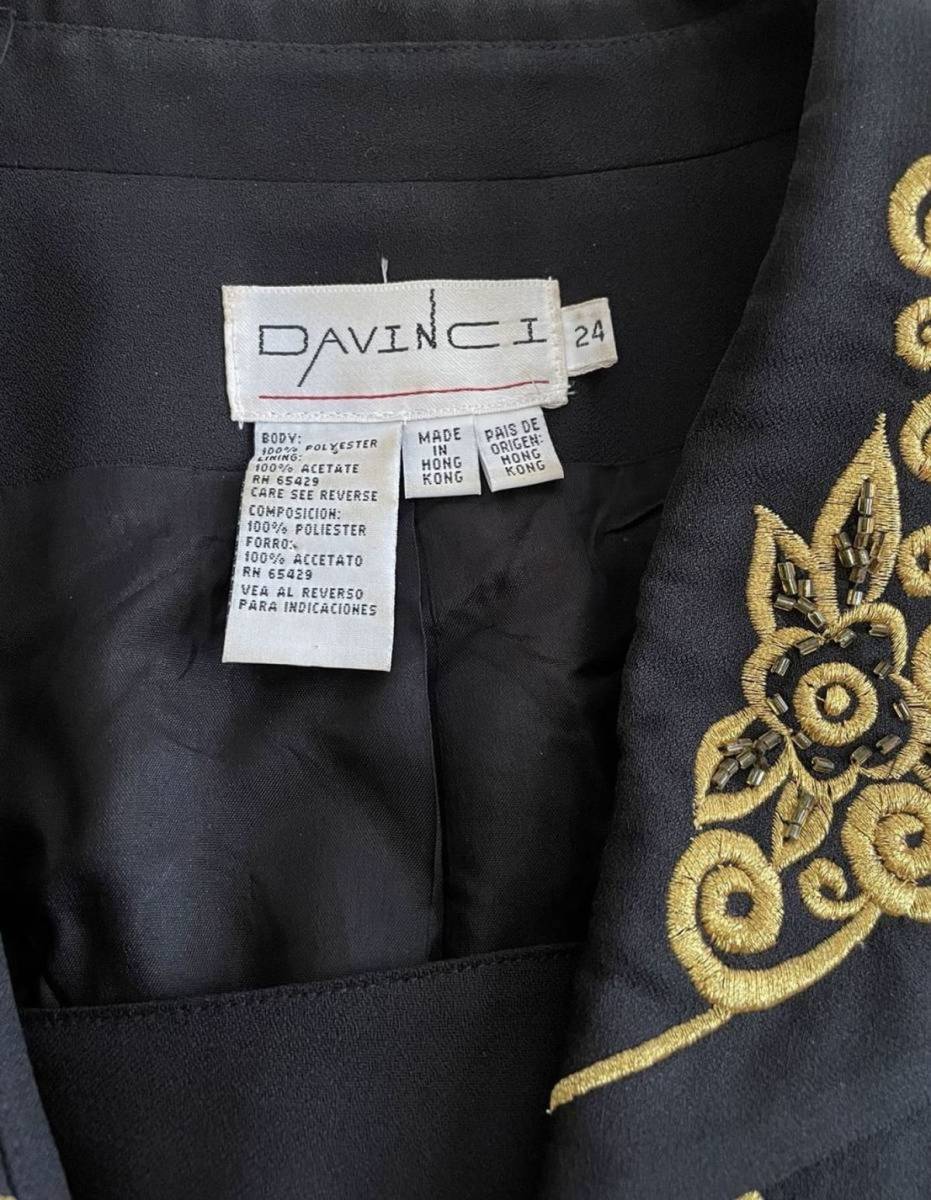 DAVINCI
24
BODY:
100% POLYESTER
LINING:
100% ACETATE
RN 65429
CARE SEE REVERSE
COMPOSICION:
100% POLIESTER
FORRO:
100% ACCETATO
RN 65429
VEA AL REVERSO
PARA INDICACIONES
MADE
IN
HONG
KONG
PAIS DE
ORIGEN:
HONG
KONG